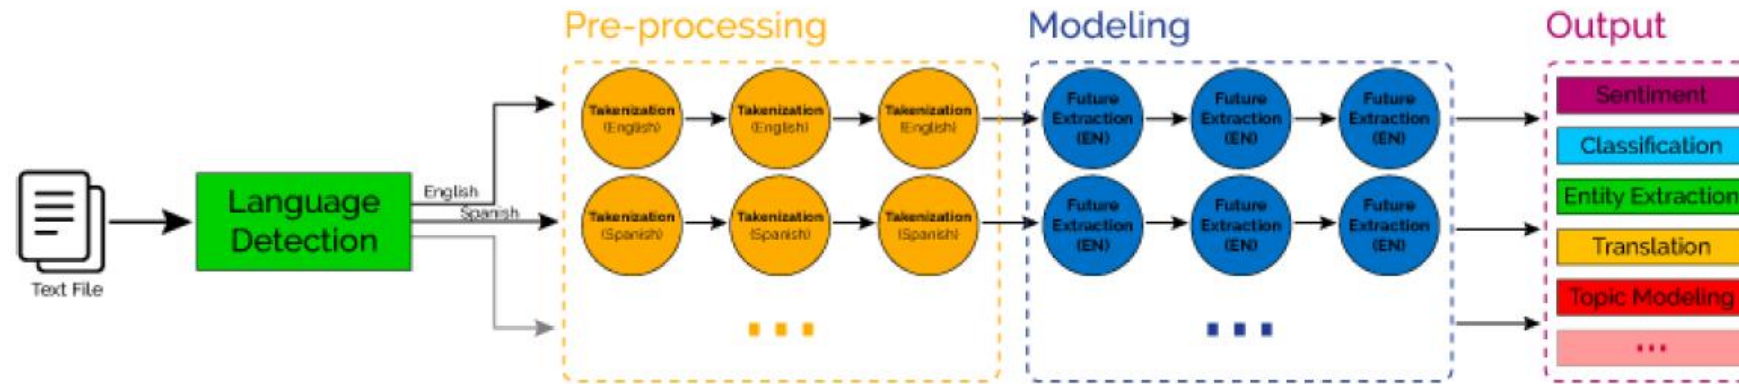 Pre-processing
Modeling
Output
Takenization
(English)
Takenization
(English)
Takenization
(English)
Future
Extraction
(EN)
Future
Extraction
(EN)
Future
Extraction
(EN)
Sentiment
Classification
Language
Detection
English
Spanish
Text File
Takenization
(Spanish)
Takenization
(Spanish)
Takenization
(Spanish)
Future
Extraction
(EN)
Future
Extraction
(EN)
Future
Extraction
(EN)
Entity Extraction
Translation
Topic Modeling
...
...
...